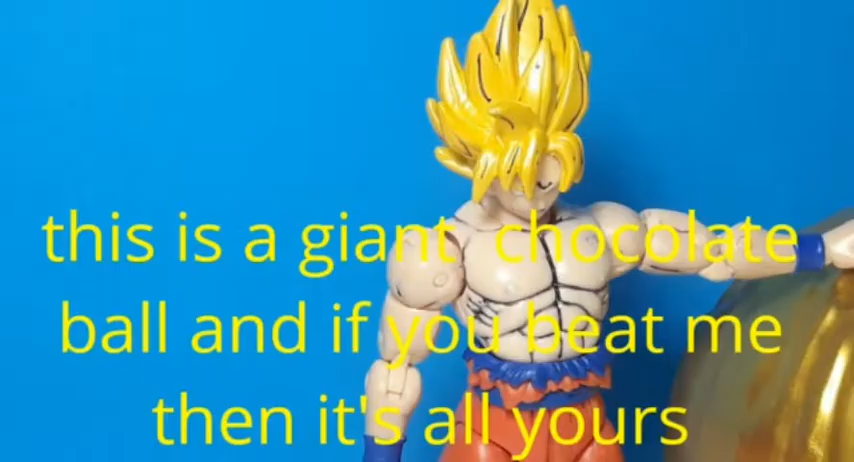 this is a giant chocolate
ball and if you beat me
then it's all yours